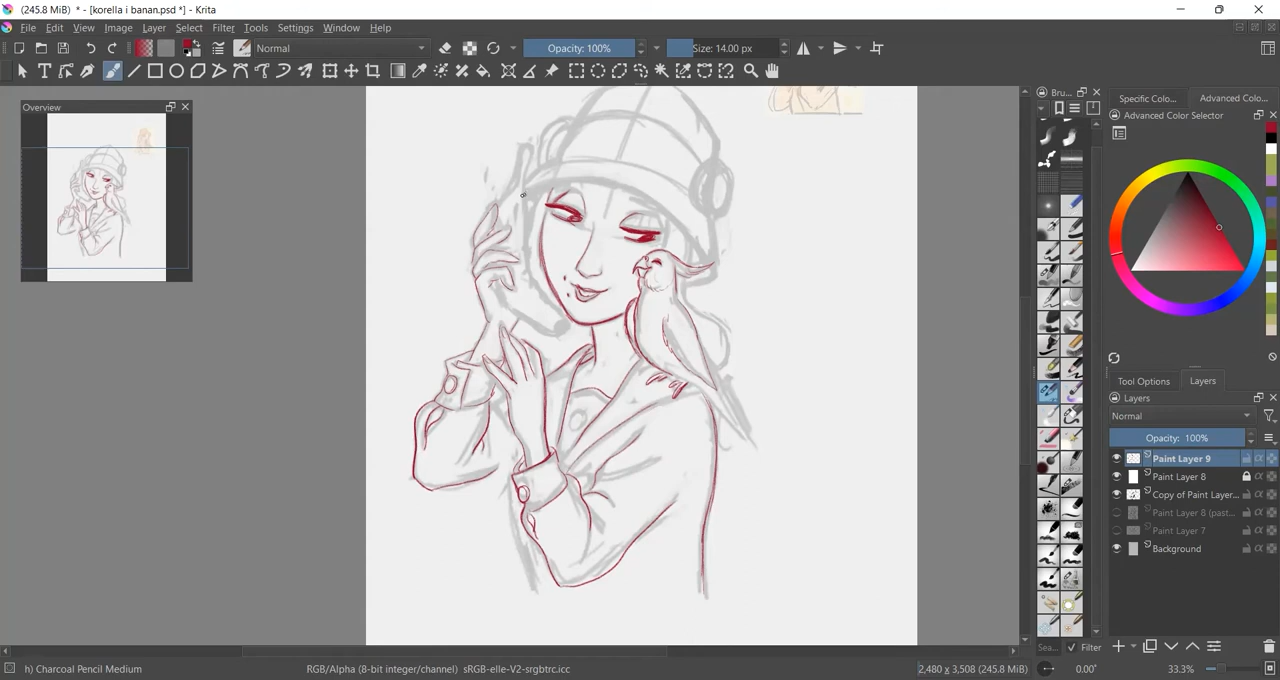 (245.8 MiB) * - [korella i banan.psd *] - Krita
File Edit View Image Layer Select Filter Tools Settings Window Help
Normal Opacity: 100% Size: 14.00 px
Overview
Bru...
Specific Colo... Advanced Colo...
Advanced Color Selector
Tool Options Layers
Layers
Normal
Opacity: 100%
Paint Layer 9
Paint Layer 8
Copy of Paint Layer...
Paint Layer 8 (past...
Paint Layer 7
Background
Sea... Filter
h) Charcoal Pencil Medium RGB/Alpha (8-bit integer/channel) sRGB-elle-V2-srgbtrc.icc 2,480 x 3,508 (245.8 MiB) 0.00° 33.3%